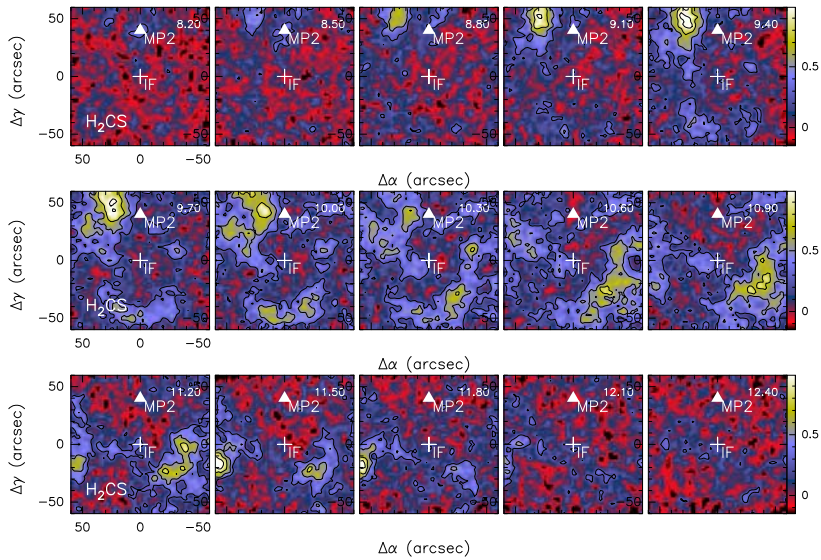 50
0
−50
Δγ (arcsec)
8.20
MP2
IF
H₂CS
8.50
MP2
IF
8.80
MP2
IF
9.10
MP2
IF
9.40
MP2
IF
0.5
0
50 0 −50
Δα (arcsec)
50
0
−50
Δγ (arcsec)
9.70
MP2
IF
H₂CS
10.00
MP2
IF
10.30
MP2
IF
10.60
MP2
IF
10.90
MP2
IF
0.5
0
50 0 −50
Δα (arcsec)
50
0
−50
Δγ (arcsec)
11.20
MP2
IF
H₂CS
11.50
MP2
IF
11.80
MP2
IF
12.10
MP2
IF
12.40
MP2
IF
0.5
0
50 0 −50
Δα (arcsec)